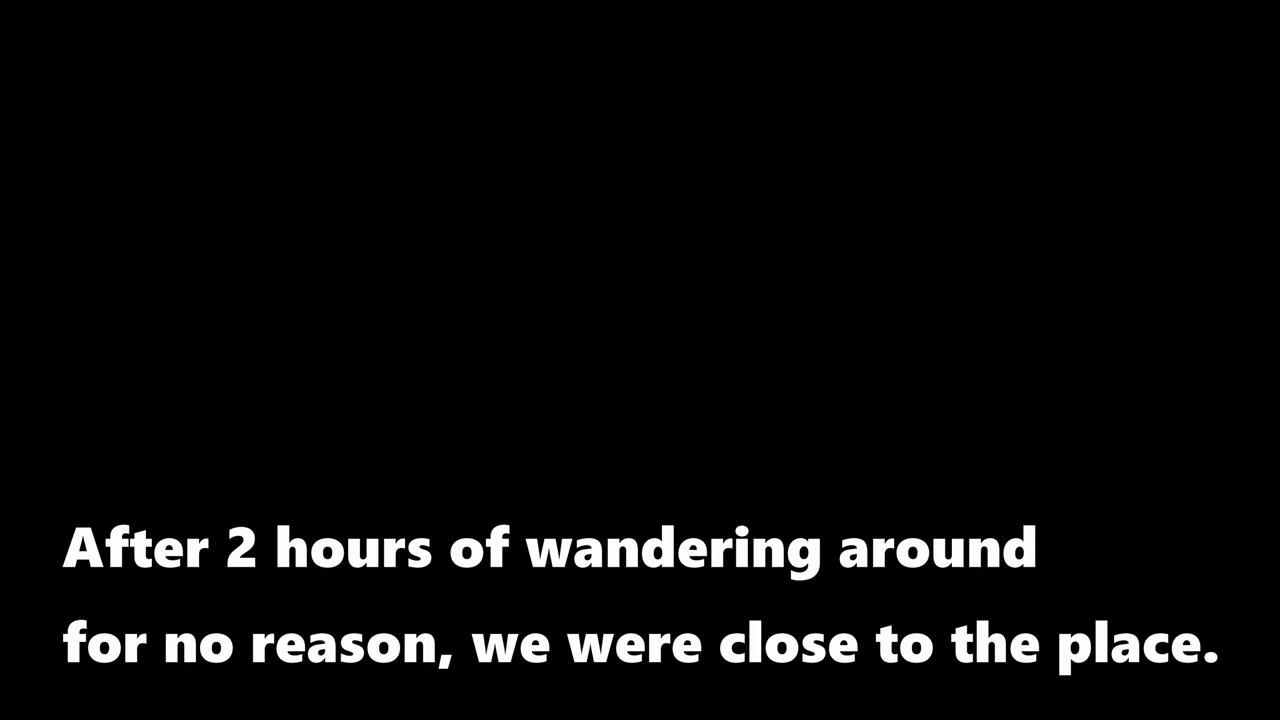 After 2 hours of wandering around
for no reason, we were close to the place.